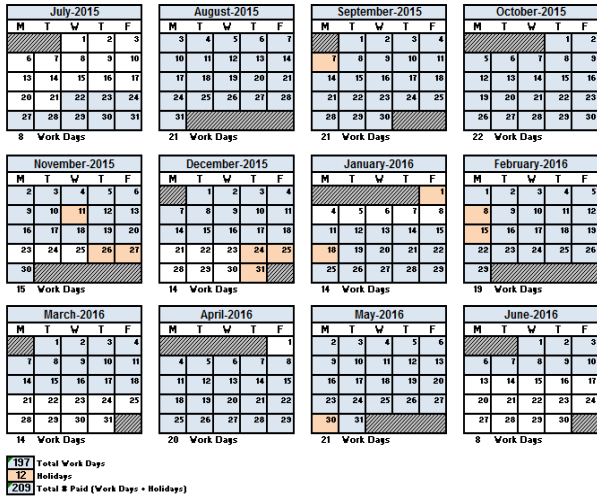 July-2015 August-2015 September-2015 October-2015
M T W T F M T W T F M T W T F M T W T F
1 2 3 3 4 5 6 7 1 2 3 4 1 2
6 7 8 9 10 10 11 12 13 14 7 8 9 10 11 5 6 7 8 9
13 14 15 16 17 17 18 19 20 21 14 15 16 17 18 12 13 14 15 16
20 21 22 23 24 24 25 26 27 28 21 22 23 24 25 19 20 21 22 23
27 28 29 30 31 31 28 29 30 26 27 28 29 30
8 Work Days 21 Work Days 21 Work Days 22 Work Days
November-2015 December-2015 January-2016 February-2016
M T W T F M T W T F M T W T F M T W T F
2 3 4 5 6 1 2 3 4 1 1 2 3 4 5
9 10 11 12 13 7 8 9 10 11 4 5 6 7 8 8 9 10 11 12
16 17 18 19 20 14 15 16 17 18 11 12 13 14 15 15 16 17 18 19
23 24 25 26 27 21 22 23 24 25 18 19 20 21 22 22 23 24 25 26
30 28 29 30 31 25 26 27 28 29 29
15 Work Days 14 Work Days 14 Work Days 19 Work Days
March-2016 April-2016 May-2016 June-2016
M T W T F M T W T F M T W T F M T W T F
1 2 3 4 1 2 3 4 5 6 1 2 3
7 8 9 10 11 4 5 6 7 8 9 10 11 12 13 6 7 8 9 10
14 15 16 17 18 11 12 13 14 15 16 17 18 19 20 13 14 15 16 17
21 22 23 24 25 18 19 20 21 22 23 24 25 26 27 20 21 22 23 24
28 29 30 31 25 26 27 28 29 30 31 27 28 29 30
14 Work Days 20 Work Days 21 Work Days 8 Work Days
197 Total Work Days
12 Holidays
209 Total # Paid (Work Days + Holidays)